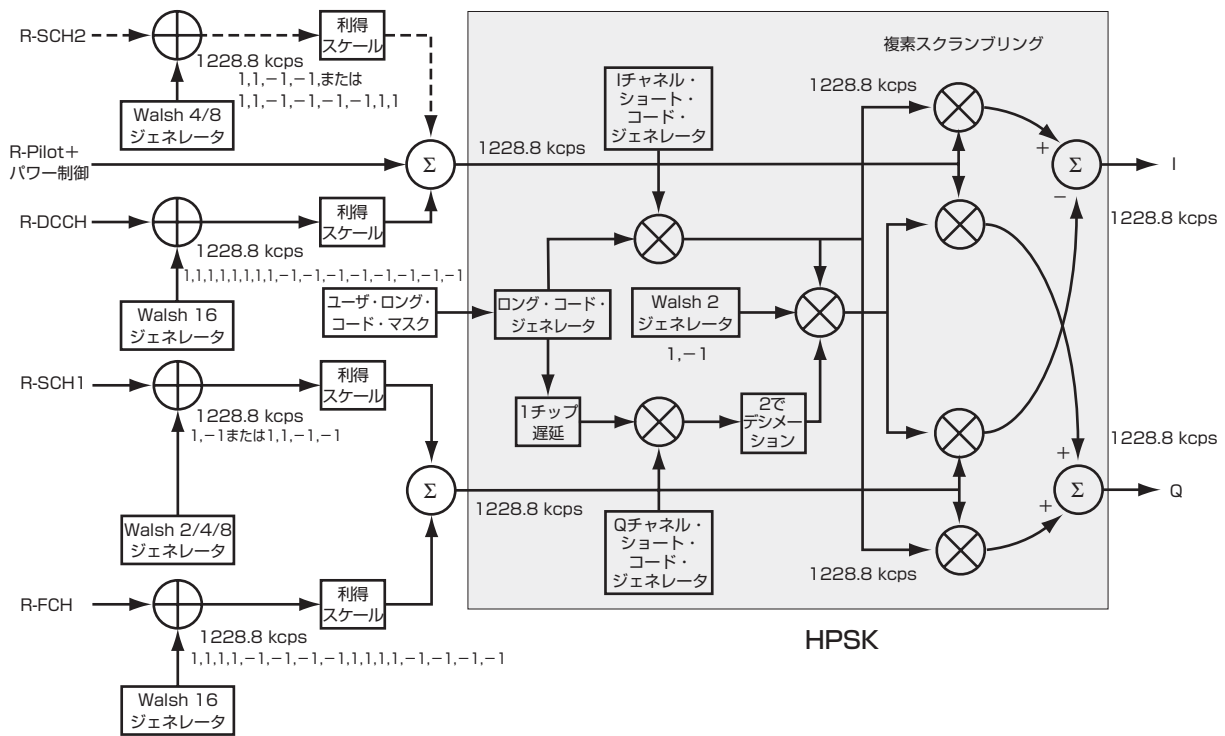 R-SCH2
利得
スケール
1228.8 kcps
1,1,−1,−1,または
1,1,−1,−1,−1,−1,1,1
Walsh 4/8
ジェネレータ
R-Pilot＋
パワー制御
Σ
R-DCCH
利得
スケール
1228.8 kcps
1,1,1,1,1,1,1,1,−1,−1,−1,−1,−1,−1,−1,−1
Walsh 16
ジェネレータ
ユーザ・ロング・
コード・マスク
R-SCH1
利得
スケール
1228.8 kcps
1,−1または1,1,−1,−1
Walsh 2/4/8
ジェネレータ
Σ
R-FCH
利得
スケール
1228.8 kcps
1,1,1,1,−1,−1,−1,−1,1,1,1,1,−1,−1,−1,−1
Walsh 16
ジェネレータ
複素スクランブリング
1228.8 kcps
Iチャネル・
ショート・
コード・
ジェネレータ
1228.8 kcps
ロング・コード・
ジェネレータ
Walsh 2
ジェネレータ
1,−1
1チップ
遅延
2で
デシメー
ション
1228.8 kcps
Qチャネル・
ショート・
コード・
ジェネレータ
1228.8 kcps
+
Σ
−
I
1228.8 kcps
1228.8 kcps
+
+
Σ
Q
HPSK